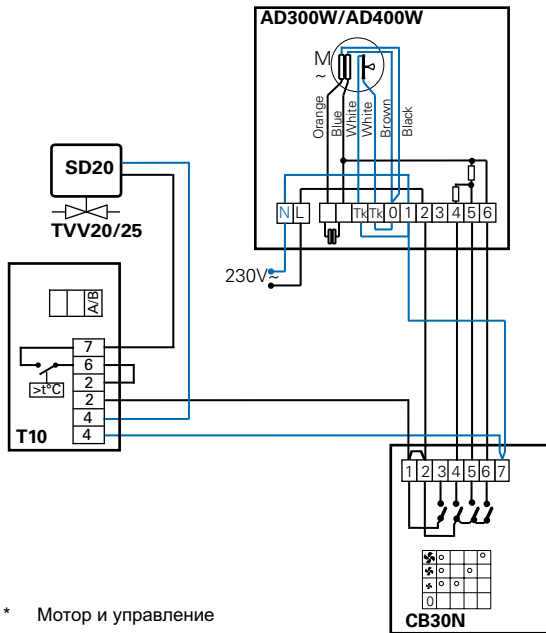 AD300W/AD400W
M
~
Orange
Blue
White
White
Brown
Black
SD20
TVV20/25
N L Tk Tk 0 1 2 3 4 5 6
230V~
A/B
7
6
2
2
4
4
>t°C
T10
1 2 3 4 5 6 7
0
CB30N
* Мотор и управление